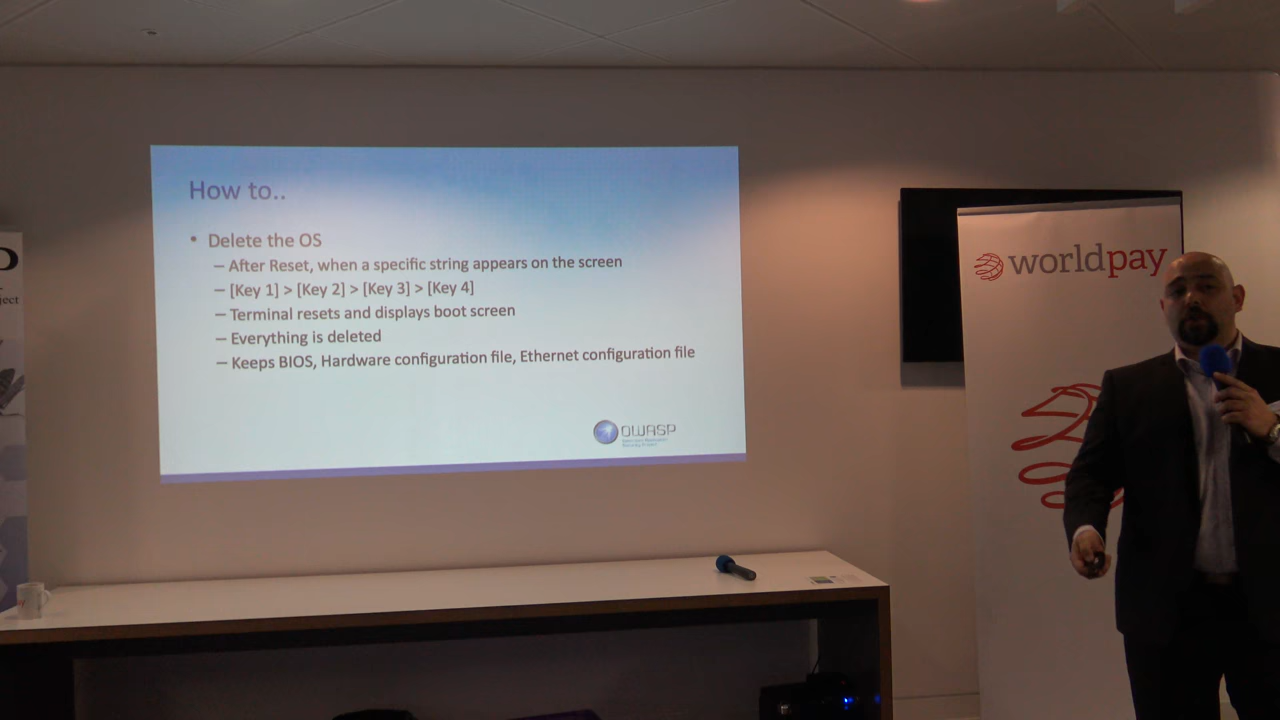 How to..
• Delete the OS
– After Reset, when a specific string appears on the screen
– [Key 1] > [Key 2] > [Key 3] > [Key 4]
– Terminal resets and displays boot screen
– Everything is deleted
– Keeps BIOS, Hardware configuration file, Ethernet configuration file
OWASP
worldpay
ject